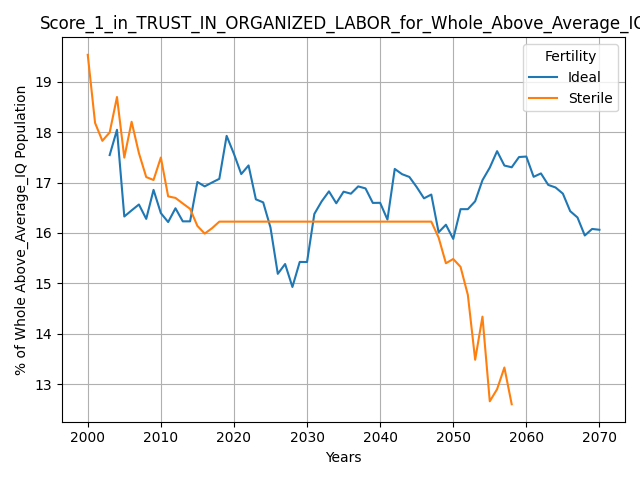 Score_1_in_TRUST_IN_ORGANIZED_LABOR_for_Whole_Above_Average_IQ
Fertility
Ideal
Sterile
% of Whole Above_Average_IQ Population
19
18
17
16
15
14
13
2000 2010 2020 2030 2040 2050 2060 2070
Years